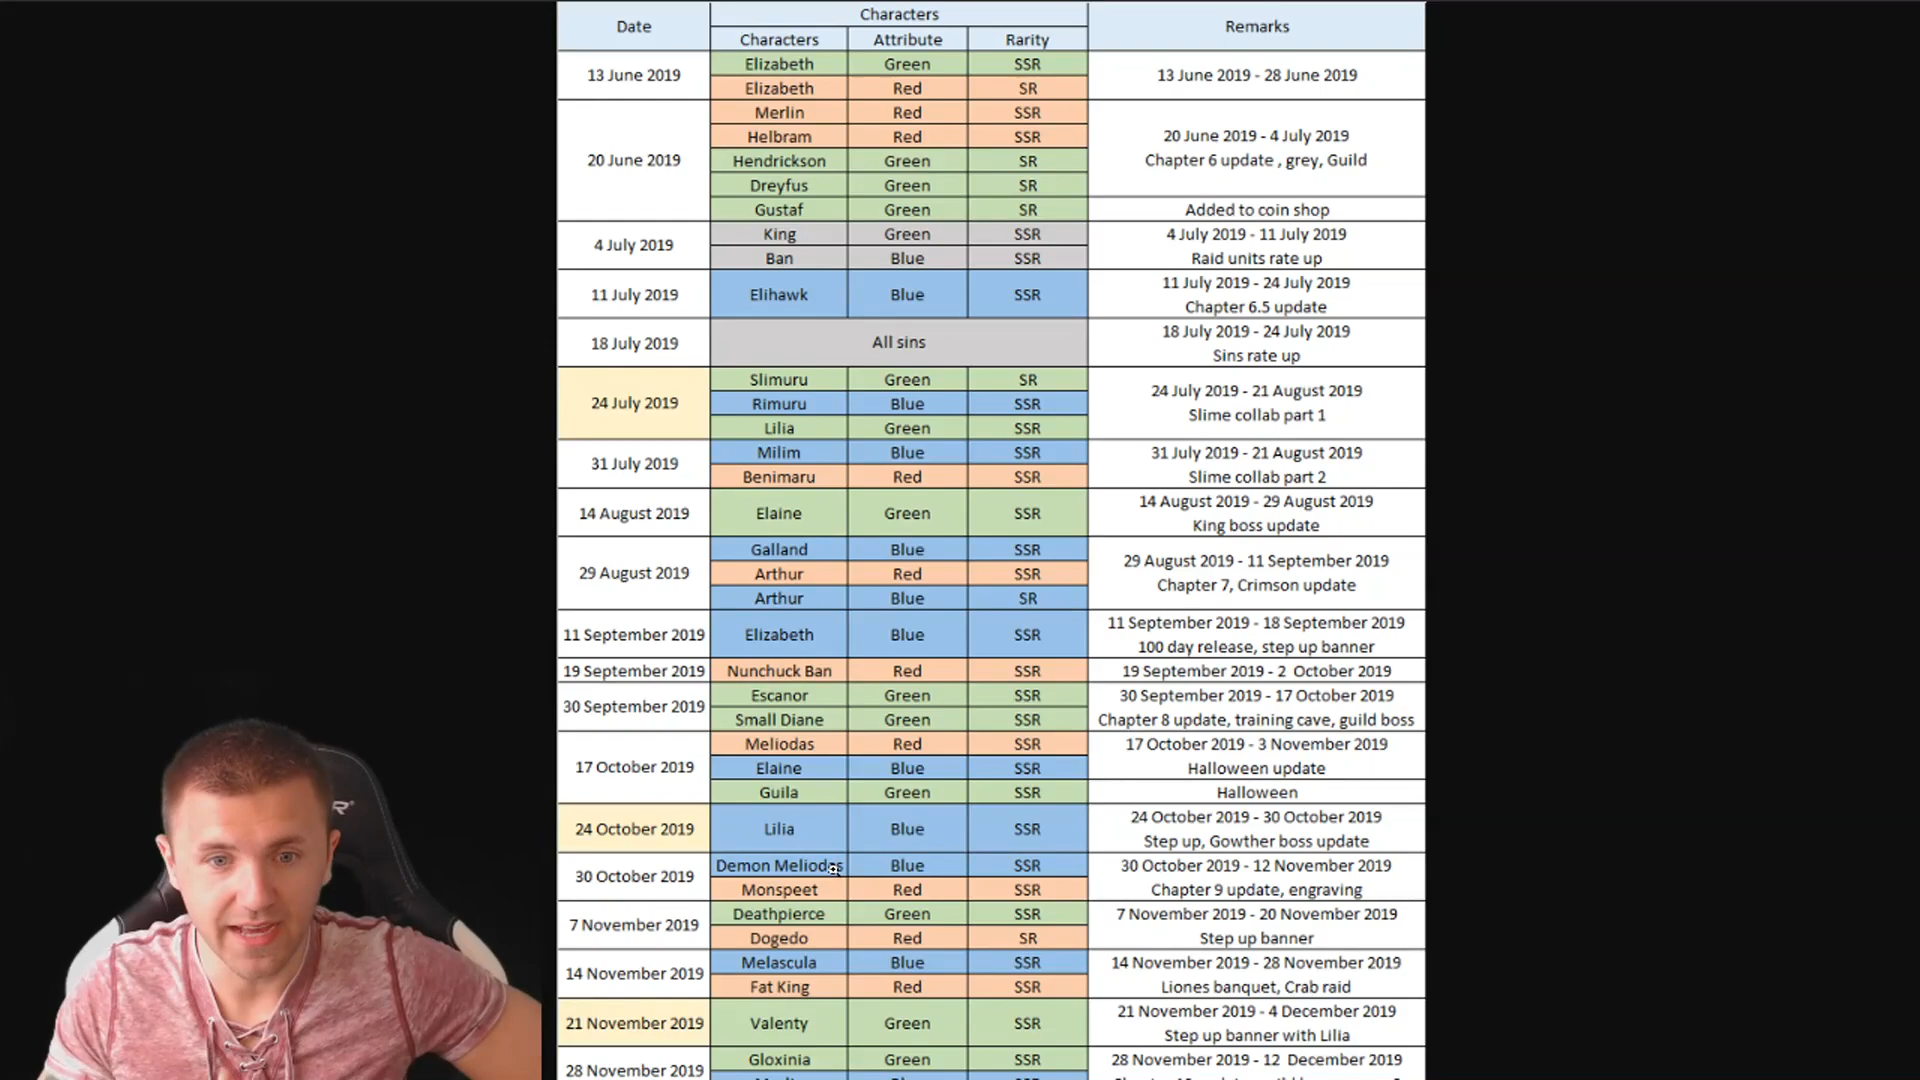 Date Characters Remarks
Characters Attribute Rarity
13 June 2019 Elizabeth Green SSR 13 June 2019 - 28 June 2019
Elizabeth Red SR
20 June 2019 Merlin Red SSR 20 June 2019 - 4 July 2019
Helbram Red SSR Chapter 6 update , grey, Guild
Hendrickson Green SR
Dreyfus Green SR
Gustaf Green SR Added to coin shop
4 July 2019 King Green SSR 4 July 2019 - 11 July 2019
Ban Blue SSR Raid units rate up
11 July 2019 Elihawk Blue SSR 11 July 2019 - 24 July 2019
Chapter 6.5 update
18 July 2019 All sins 18 July 2019 - 24 July 2019
Sins rate up
24 July 2019 Slimuru Green SR 24 July 2019 - 21 August 2019
Rimuru Blue SSR Slime collab part 1
Lilia Green SSR
31 July 2019 Milim Blue SSR 31 July 2019 - 21 August 2019
Benimaru Red SSR Slime collab part 2
14 August 2019 Elaine Green SSR 14 August 2019 - 29 August 2019
King boss update
29 August 2019 Galland Blue SSR 29 August 2019 - 11 September 2019
Arthur Red SSR Chapter 7, Crimson update
Arthur Blue SR
11 September 2019 Elizabeth Blue SSR 11 September 2019 - 18 September 2019
100 day release, step up banner
19 September 2019 Nunchuck Ban Red SSR 19 September 2019 - 2 October 2019
30 September 2019 Escanor Green SSR 30 September 2019 - 17 October 2019
Small Diane Green SSR Chapter 8 update, training cave, guild boss
17 October 2019 Meliodas Red SSR 17 October 2019 - 3 November 2019
Elaine Blue SSR Halloween update
Guila Green SSR Halloween
24 October 2019 Lilia Blue SSR 24 October 2019 - 30 October 2019
Step up, Gowther boss update
30 October 2019 Demon Meliodas Blue SSR 30 October 2019 - 12 November 2019
Monspeet Red SSR Chapter 9 update, engraving
7 November 2019 Deathpierce Green SSR 7 November 2019 - 20 November 2019
Dogedo Red SR Step up banner
14 November 2019 Melascula Blue SSR 14 November 2019 - 28 November 2019
Fat King Red SSR Liones banquet, Crab raid
21 November 2019 Valenty Green SSR 21 November 2019 - 4 December 2019
Step up banner with Lilia
28 November 2019 Gloxinia Green SSR 28 November 2019 - 12 December 2019